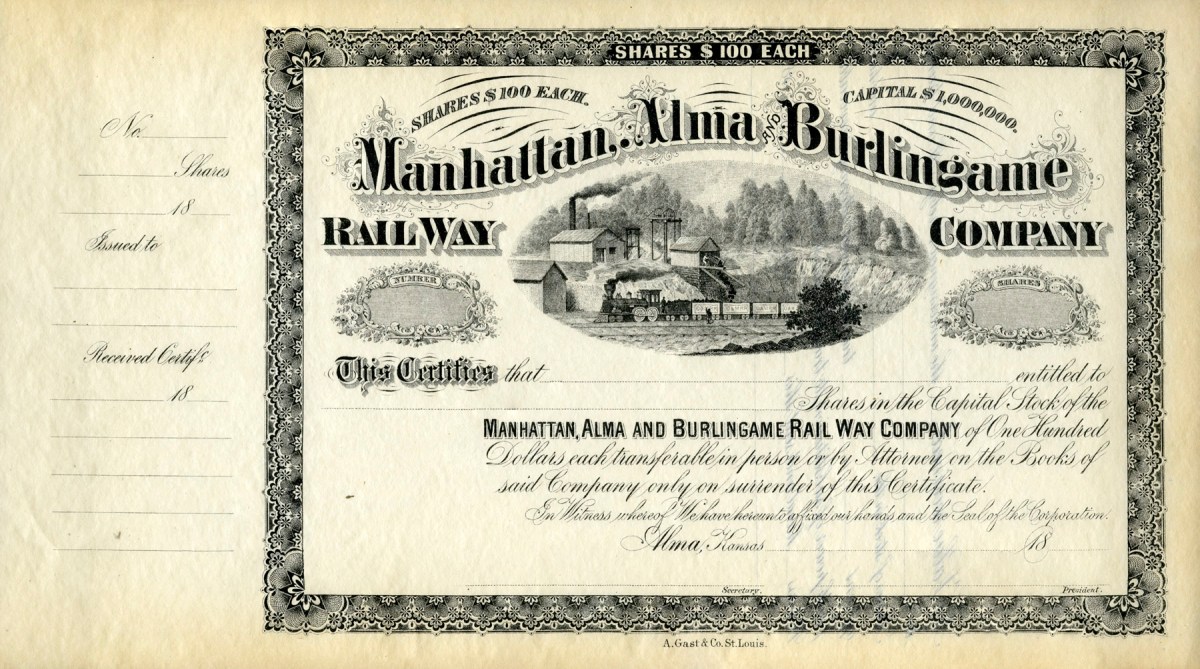 No.
Shares
18
Issued to
Received Certif.
18
SHARES $100 EACH
SHARES $100 EACH.
CAPITAL $1,000,000.
Manhattan, Alma AND Burlingame
RAIL WAY COMPANY
NUMBER
SHARES
This Certifies that entitled to
Shares in the Capital Stock of the
MANHATTAN, ALMA AND BURLINGAME RAIL WAY COMPANY of One Hundred
Dollars each transferable in person or by Attorney on the Books of
said Company only on surrender of this Certificate.
In Witness whereof We have hereunto affixed our hands and the Seal of the Corporation.
Alma, Kansas 18
Secretary. President.
A. Gast & Co. St. Louis.